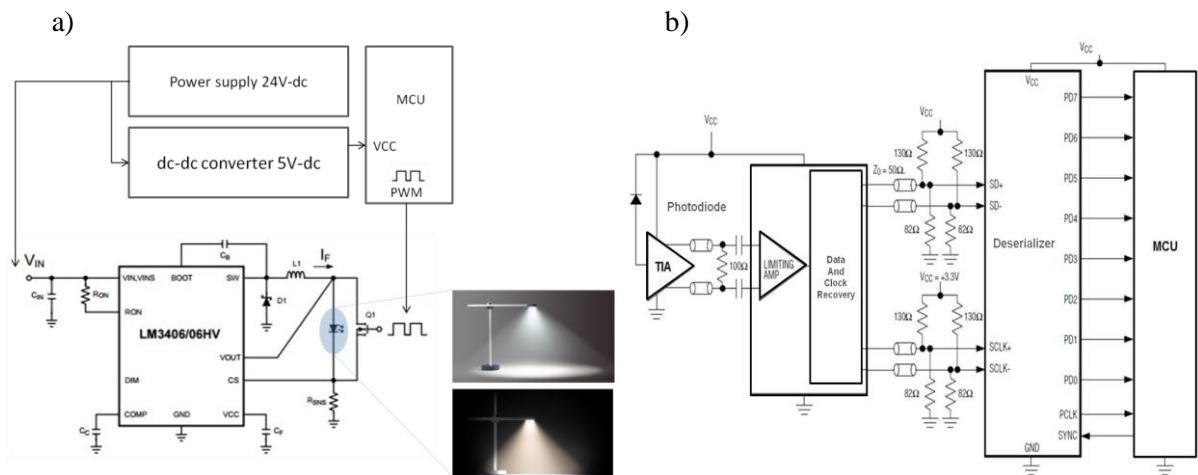 a)
Power supply 24V-dc
dc-dc converter 5V-dc
MCU
VCC
PWM
VIN
CIN
RON
VIN,VINS
BOOT
SW
RON
LM3406/06HV
VOUT
DIM
CS
COMP
GND
VCC
CB
L1
IF
D1
Q1
RSNS
CC
CF
b)
VCC
VCC
VCC
VCC
130Ω
130Ω
Z0 = 50Ω
SD+
SD-
82Ω
82Ω
Photodiode
TIA
100Ω
LIMITING
AMP
Data
And
Clock
Recovery
VCC = +3.3V
130Ω
130Ω
SCLK+
SCLK-
82Ω
82Ω
Deserializer
PD7
PD6
PD5
PD4
PD3
PD2
PD1
PD0
PCLK
SYNC
GND
MCU